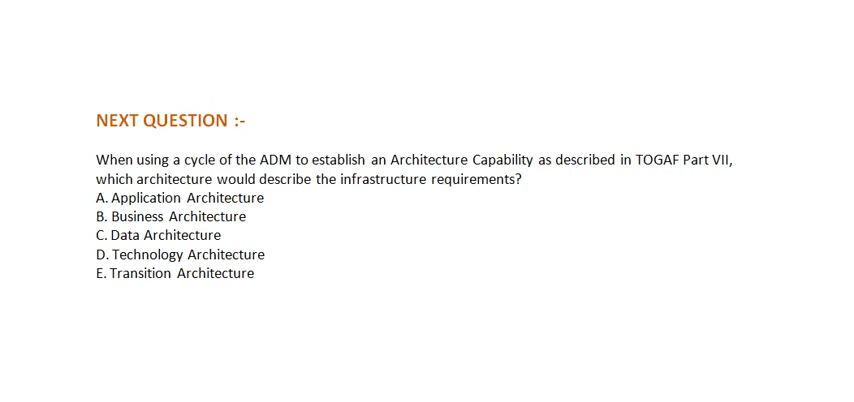 NEXT QUESTION :-
When using a cycle of the ADM to establish an Architecture Capability as described in TOGAF Part VII,
which architecture would describe the infrastructure requirements?
A. Application Architecture
B. Business Architecture
C. Data Architecture
D. Technology Architecture
E. Transition Architecture